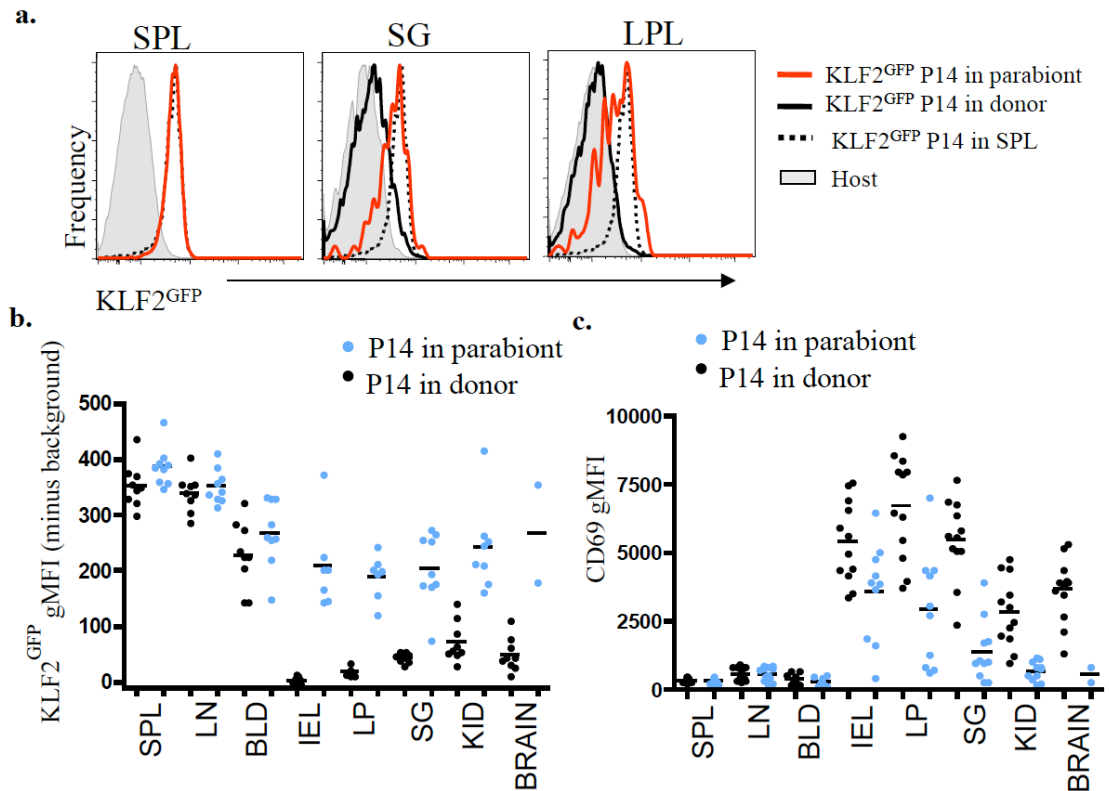 a.
SPL
SG
LPL
Frequency
KLF2GFP
KLF2GFP P14 in parabiont
KLF2GFP P14 in donor
KLF2GFP P14 in SPL
Host
b.
P14 in parabiont
P14 in donor
KLF2GFP gMFI (minus background)
500
400
300
200
100
0
SPL
LN
BLD
IEL
LP
SG
KID
BRAIN
c.
P14 in parabiont
P14 in donor
CD69 gMFI
10000
7500
5000
2500
0
SPL
LN
BLD
IEL
LP
SG
KID
BRAIN